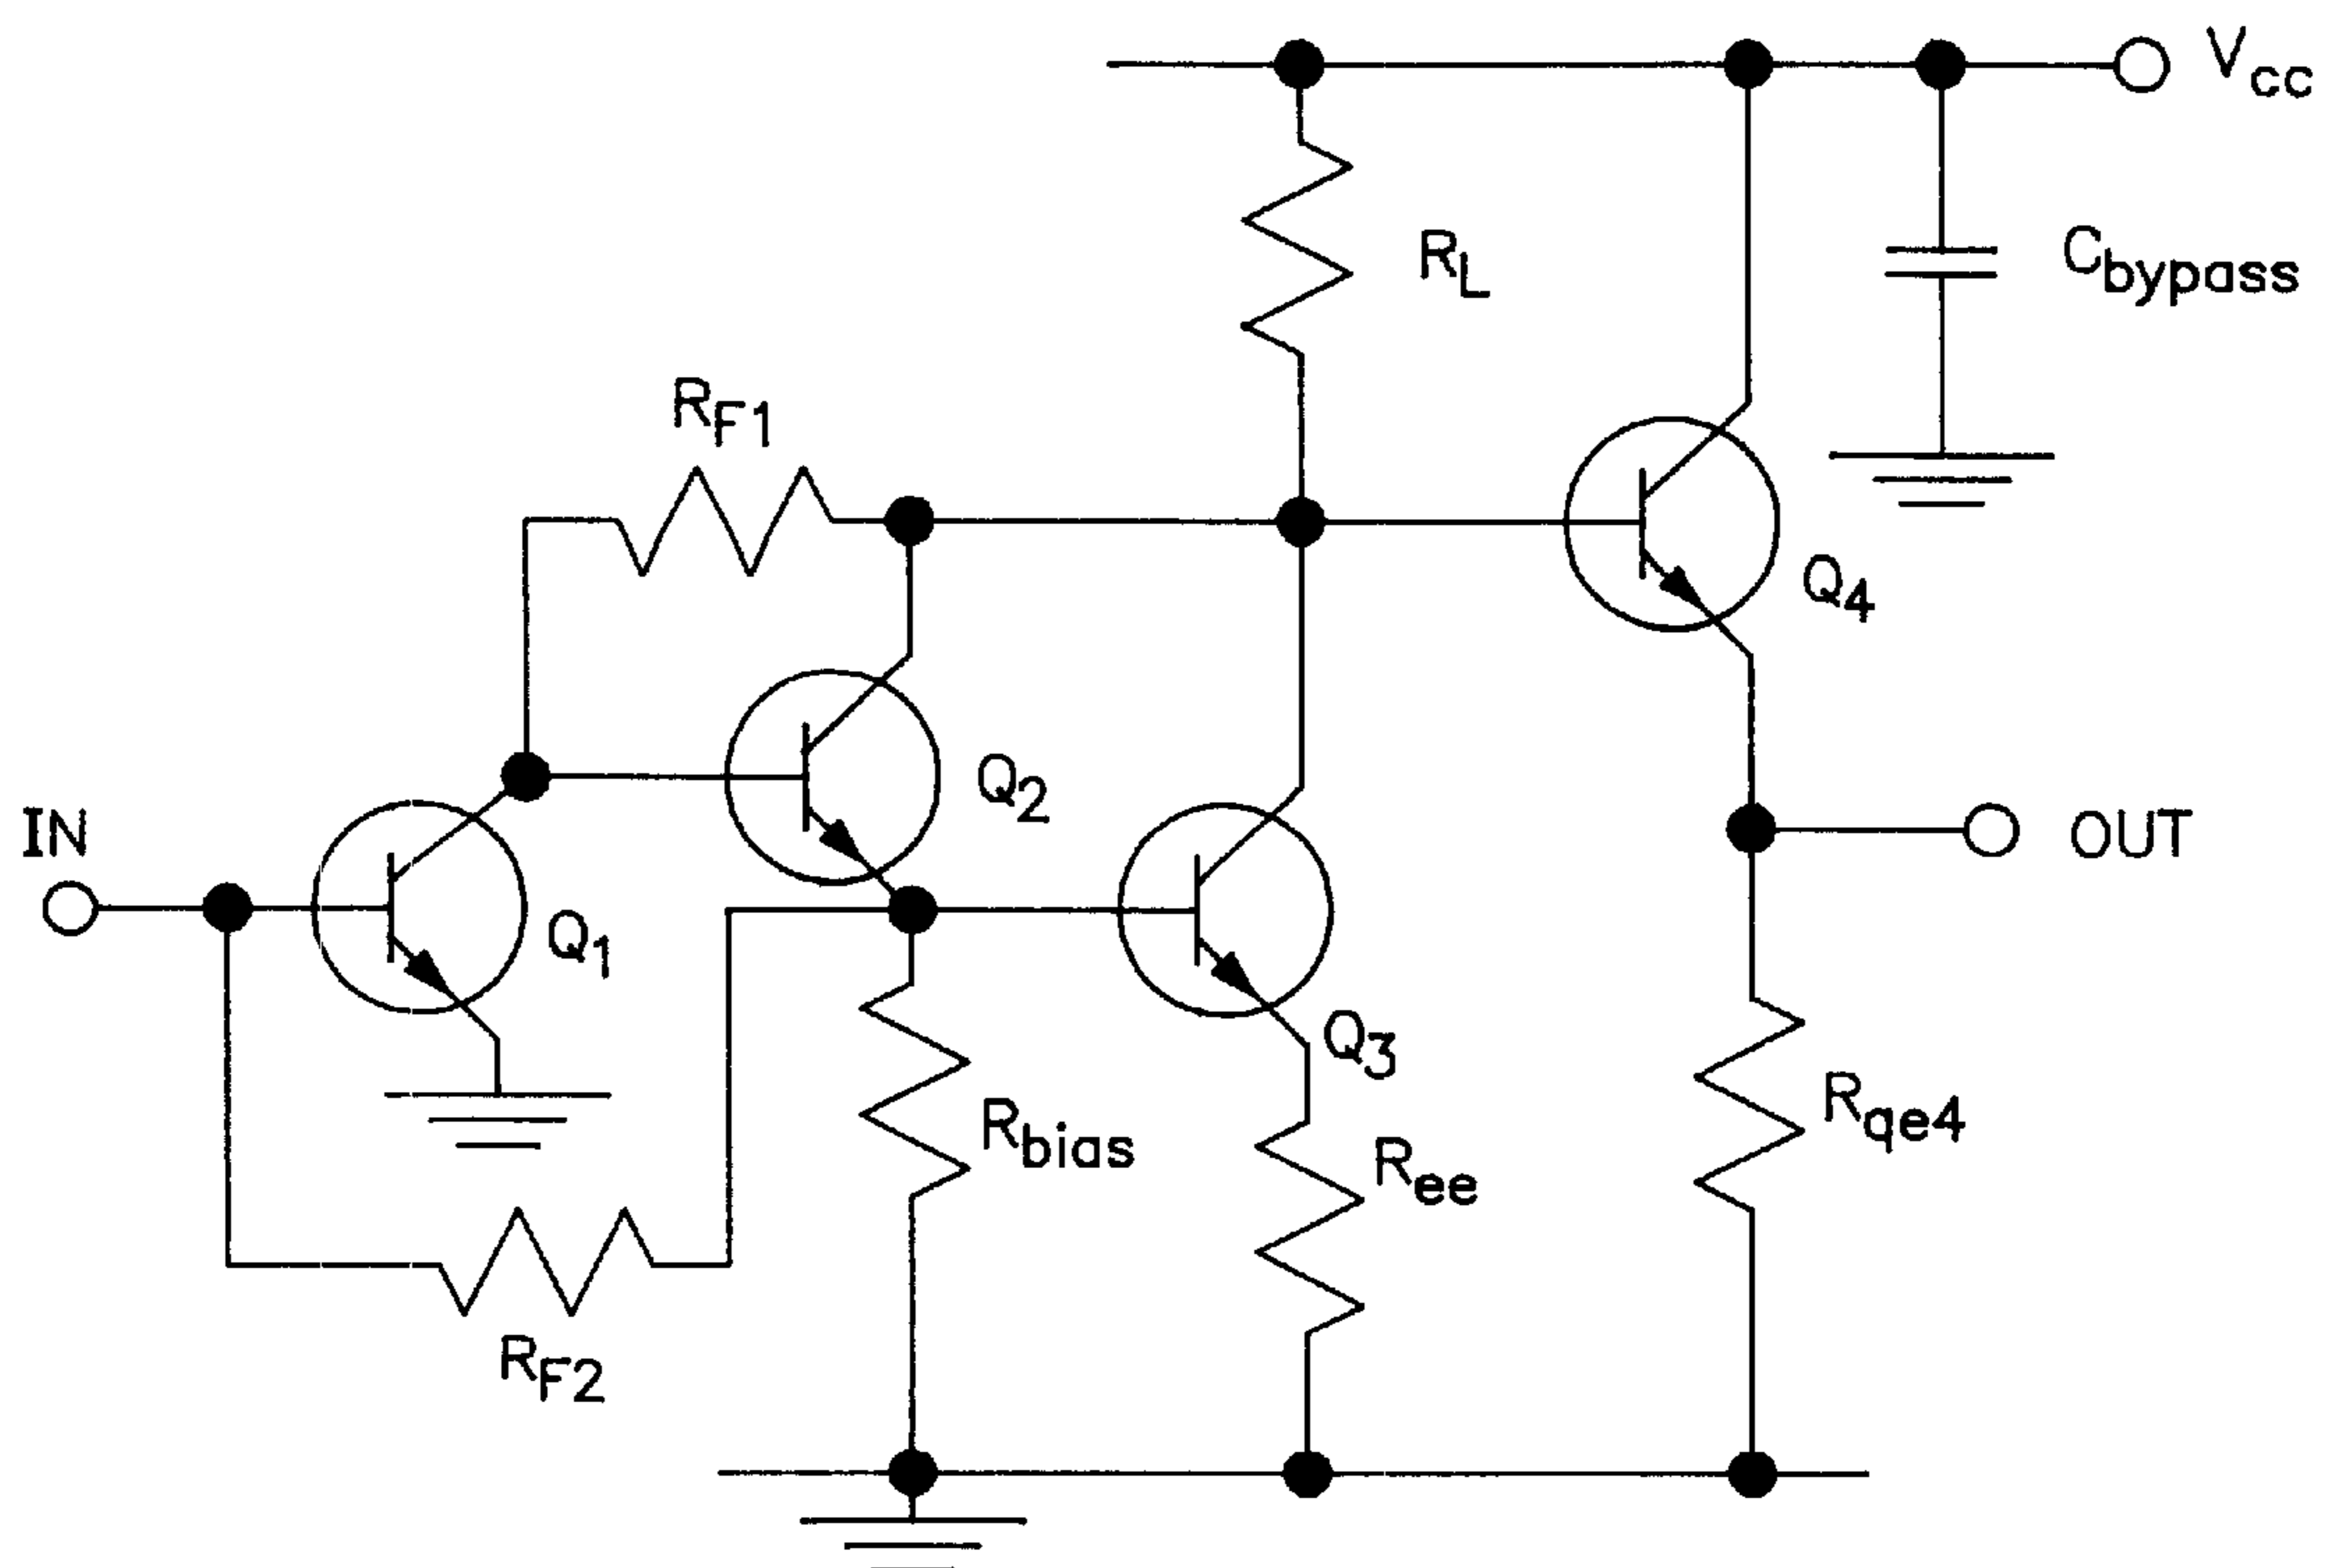 Vcc
RL
Cbypass
RF1
Q4
Q2
IN
OUT
Q1
Q3
Rbias
Rqe4
Ree
RF2